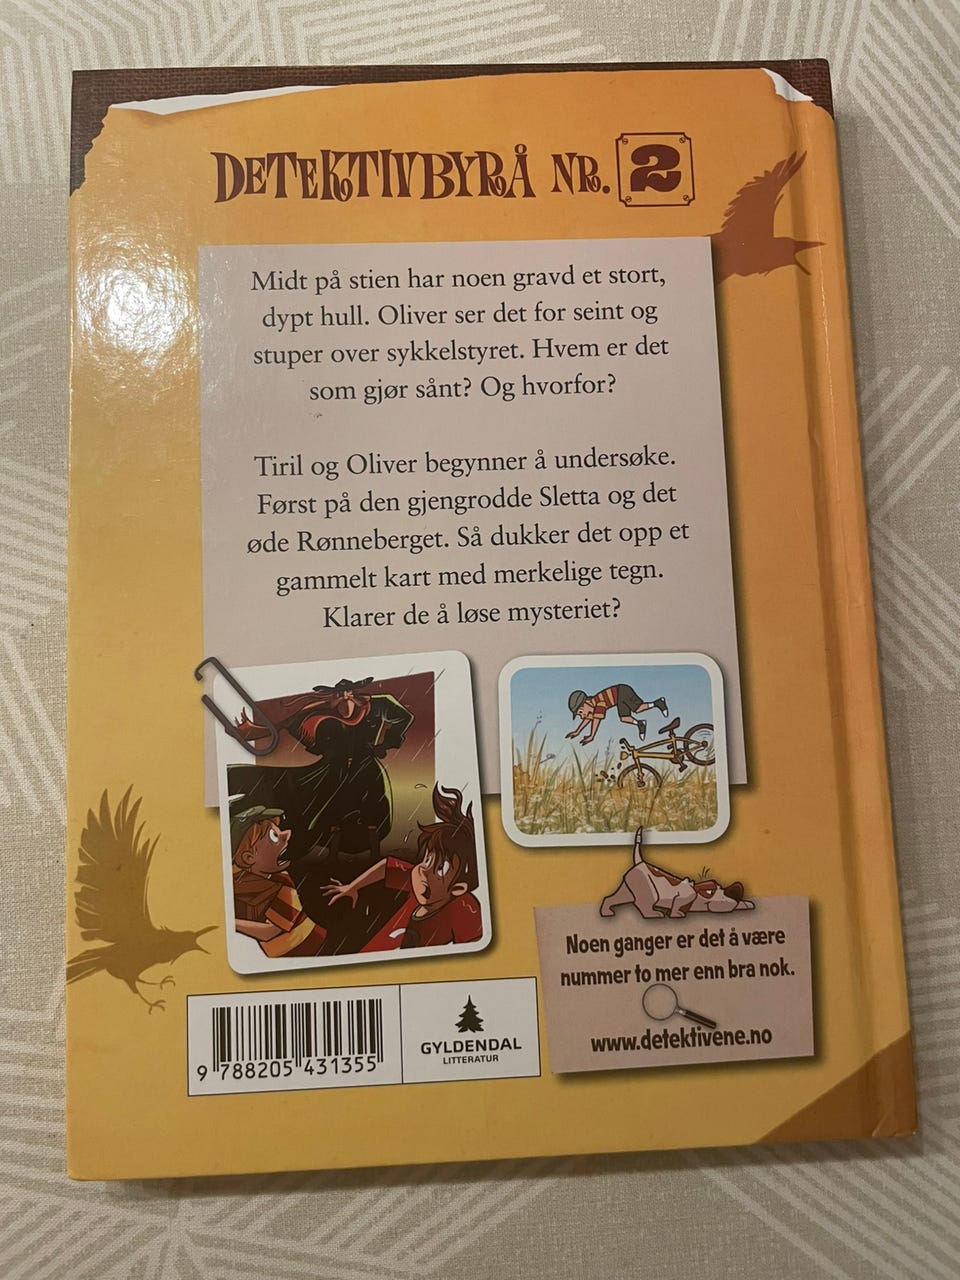 DETEKTIVBYRÅ NR. 2
Midt på stien har noen gravd et stort,
dypt hull. Oliver ser det for seint og
stuper over sykkelstyret. Hvem er det
som gjør sånt? Og hvorfor?
Tiril og Oliver begynner å undersøke.
Først på den gjengrodde Sletta og det
øde Rønneberget. Så dukker det opp et
gammelt kart med merkelige tegn.
Klarer de å løse mysteriet?
Noen ganger er det å være
nummer to mer enn bra nok.
www.detektivene.no
9 788205 431355
GYLDENDAL
LITTERATUR